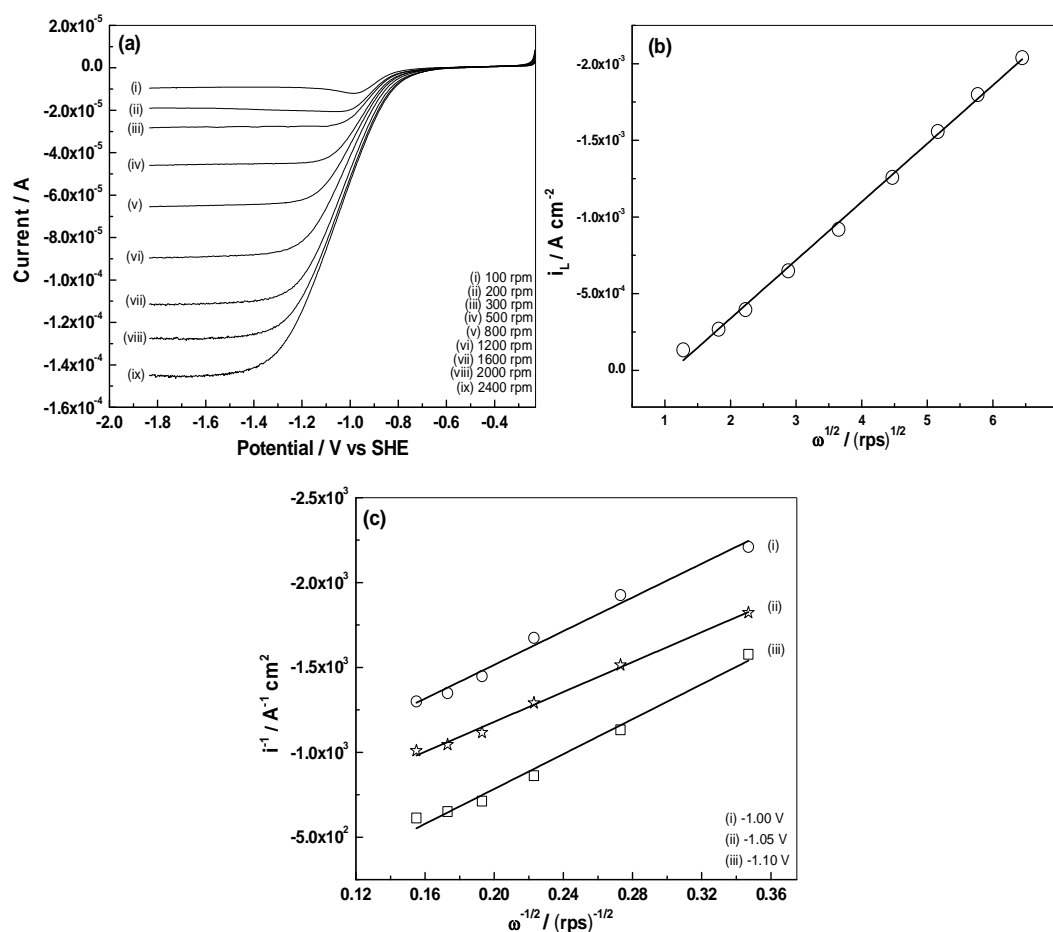 (a)
2.0x10⁻⁵
0.0
-2.0x10⁻⁵
-4.0x10⁻⁵
-6.0x10⁻⁵
-8.0x10⁻⁵
-1.0x10⁻⁴
-1.2x10⁻⁴
-1.4x10⁻⁴
-1.6x10⁻⁴
Current / A
(i)
(ii)
(iii)
(iv)
(v)
(vi)
(vii)
(viii)
(ix)
(i) 100 rpm
(ii) 200 rpm
(iii) 300 rpm
(iv) 500 rpm
(v) 800 rpm
(vi) 1200 rpm
(vii) 1600 rpm
(viii) 2000 rpm
(ix) 2400 rpm
-2.0 -1.8 -1.6 -1.4 -1.2 -1.0 -0.8 -0.6 -0.4
Potential / V vs SHE
(b)
-2.0x10⁻³
-1.5x10⁻³
-1.0x10⁻³
-5.0x10⁻⁴
0.0
i_L / A cm⁻²
1 2 3 4 5 6
ω^1/2 / (rps)^1/2
(c)
-2.5x10³
-2.0x10³
-1.5x10³
-1.0x10³
-5.0x10²
i⁻¹ / A⁻¹ cm²
(i)
(ii)
(iii)
(i) -1.00 V
(ii) -1.05 V
(iii) -1.10 V
0.12 0.16 0.20 0.24 0.28 0.32 0.36
ω^-1/2 / (rps)^-1/2